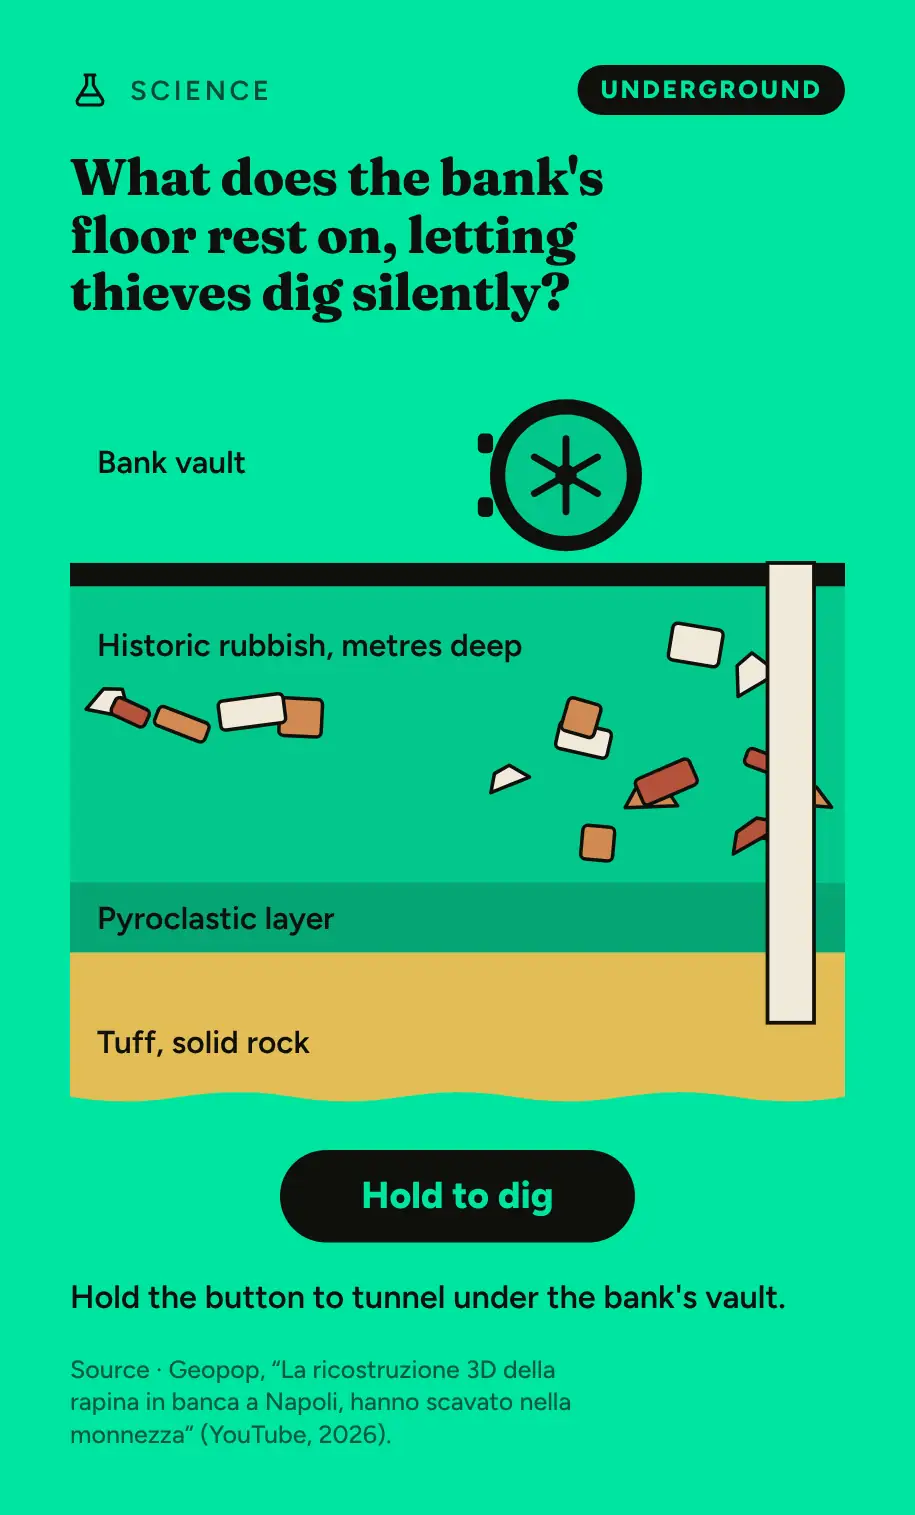 SCIENCE
UNDERGROUND
What does the bank's
floor rest on, letting
thieves dig silently?
Bank vault
Historic rubbish, metres deep
Pyroclastic layer
Tuff, solid rock
Hold to dig
Hold the button to tunnel under the bank's vault.
Source · Geopop, “La ricostruzione 3D della
rapina in banca a Napoli, hanno scavato nella
monnezza” (YouTube, 2026).